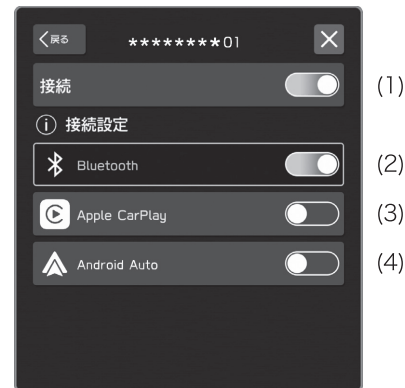 戻る
********01
接続
(1)
接続設定
Bluetooth
(2)
Apple CarPlay
(3)
Android Auto
(4)